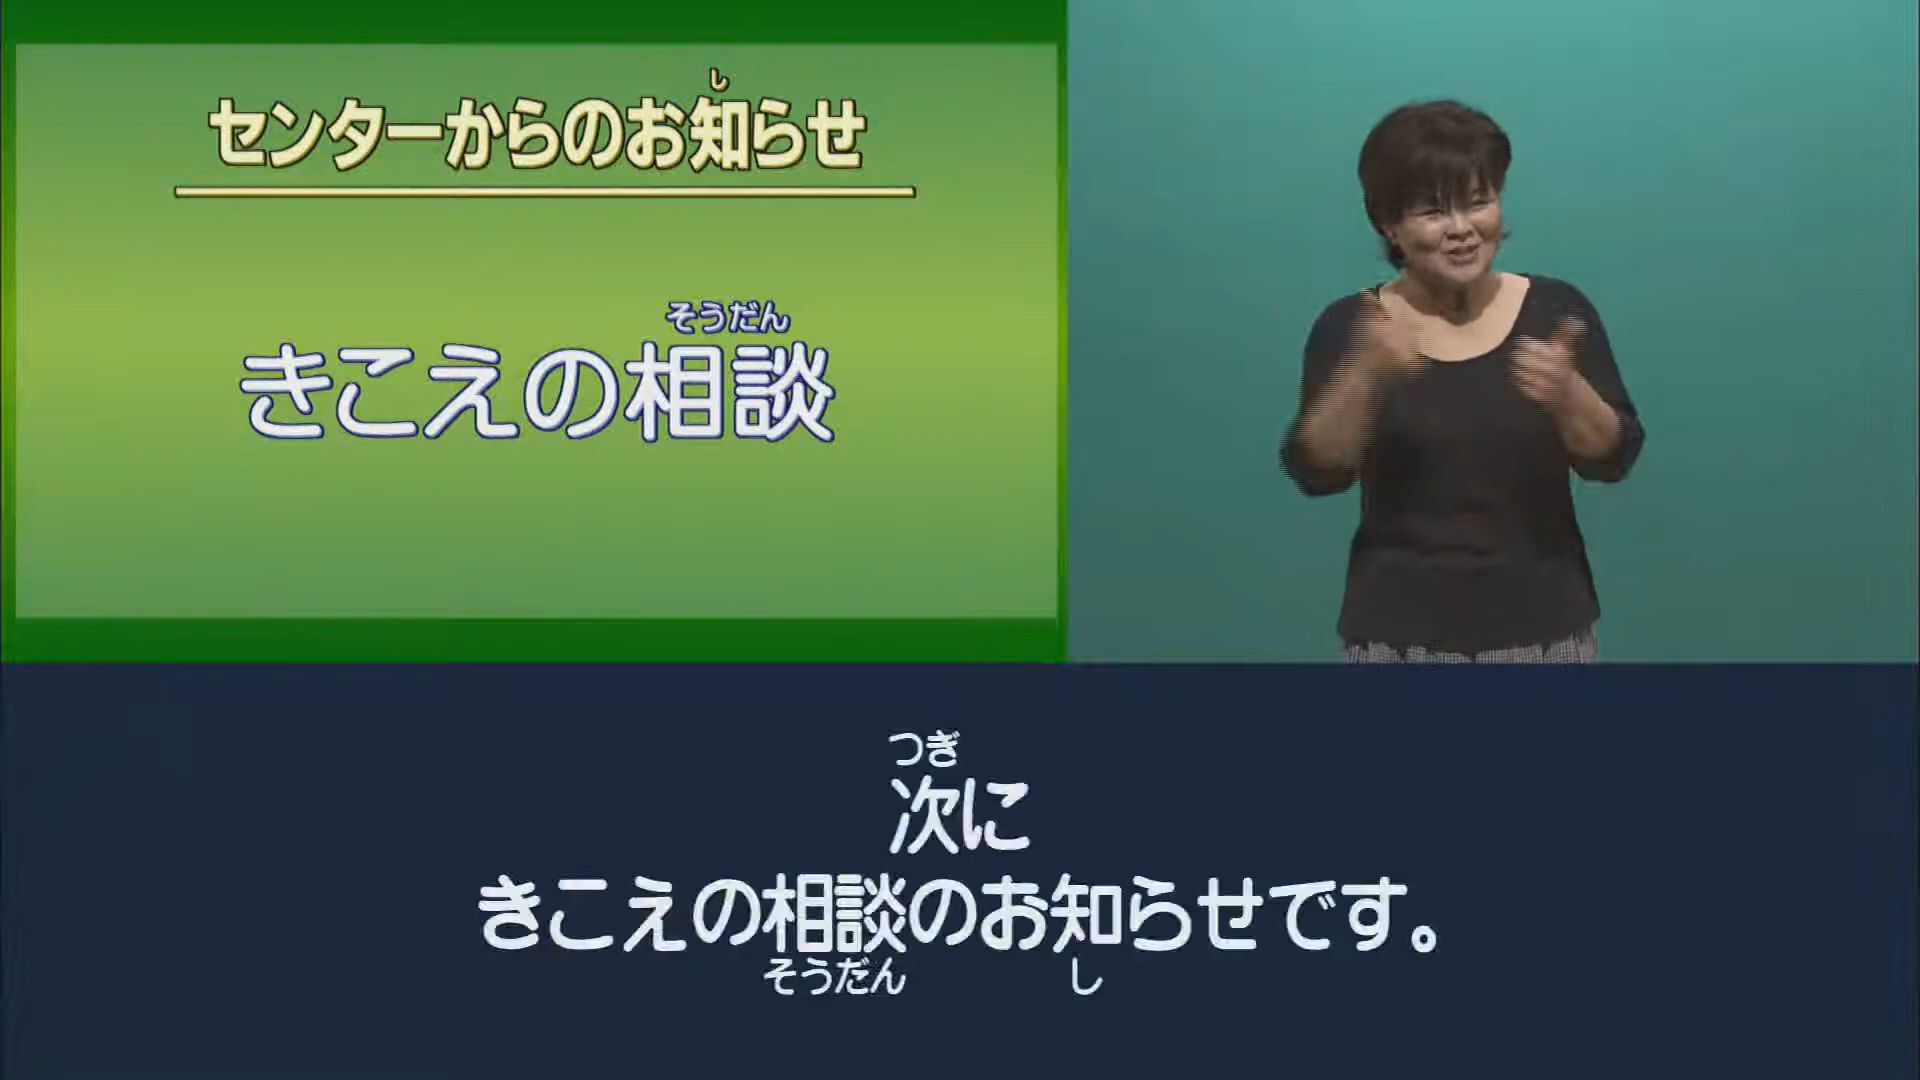 し
センターからのお知らせ
そうだん
きこえの相談
つぎ
次に
きこえの相談のお知らせです。
そうだん し